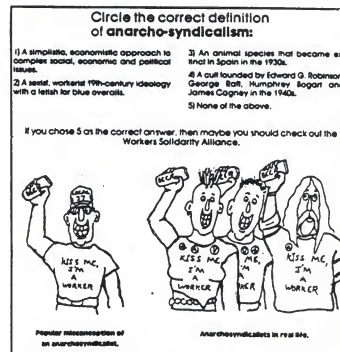 Circle the correct definition
of anarcho-syndicalism:
1) A simplistic, economistic approach to
complex social, economic and political
issues.
2) A sexist, workerist 19th-century ideology
with a fetish for blue overalls.
3) An animal species that became ex-
tinct in Spain in the 1930s.
4) A cult founded by Edward G. Robinson,
George Raft, Humphrey Bogart and
James Cagney in the 1940s.
5) None of the above.
If you chose 5 as the correct answer, then maybe you should check out the
Workers Solidarity Alliance.
LOCAL
KISS ME,
I'M
A
WORKER
KISS ME,
I'M
A
WORKER
ME,
KISS ME,
I'M
A
WORKER
Popular misconception of
an anarchosyndicalist.
Anarchosyndicalists in real life.